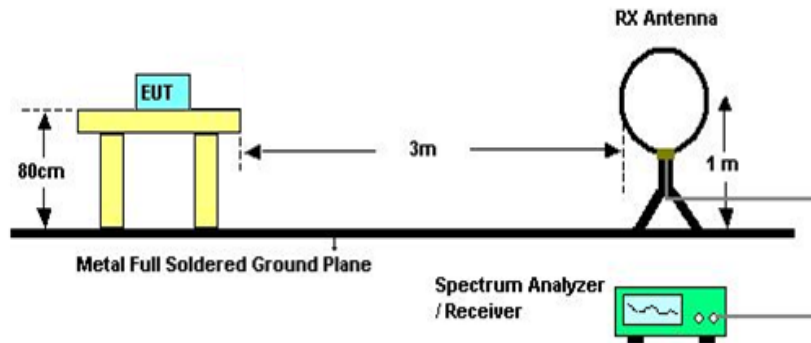 RX Antenna
EUT
3m
80cm
1 m
Metal Full Soldered Ground Plane
Spectrum Analyzer
/ Receiver